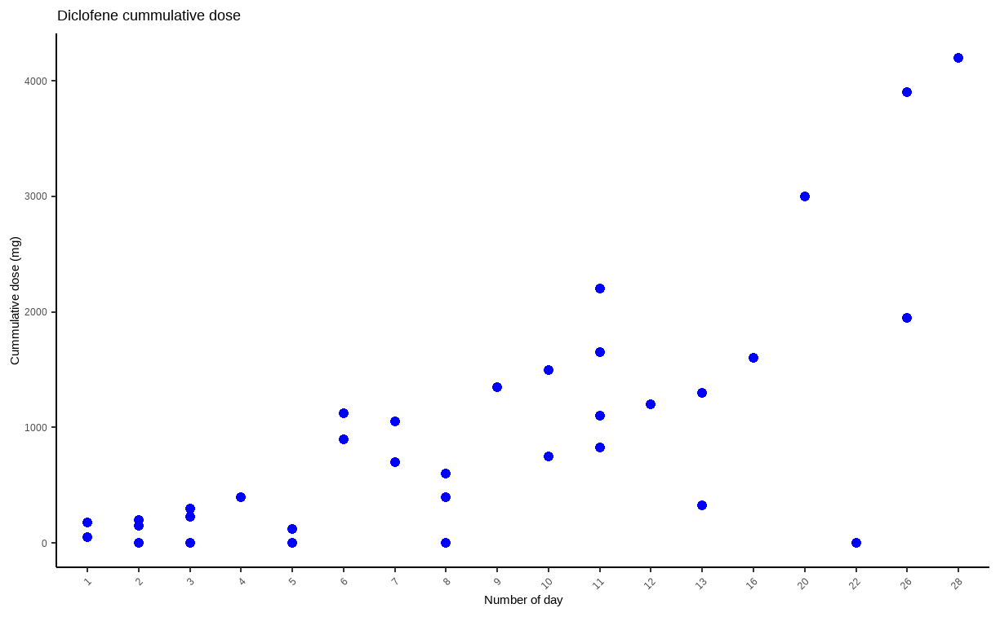 Diclofene cummulative dose
Cummulative dose (mg)
4000
3000
2000
1000
0
1 2 3 4 5 6 7 8 9 10 11 12 13 16 20 22 26 28
Number of day